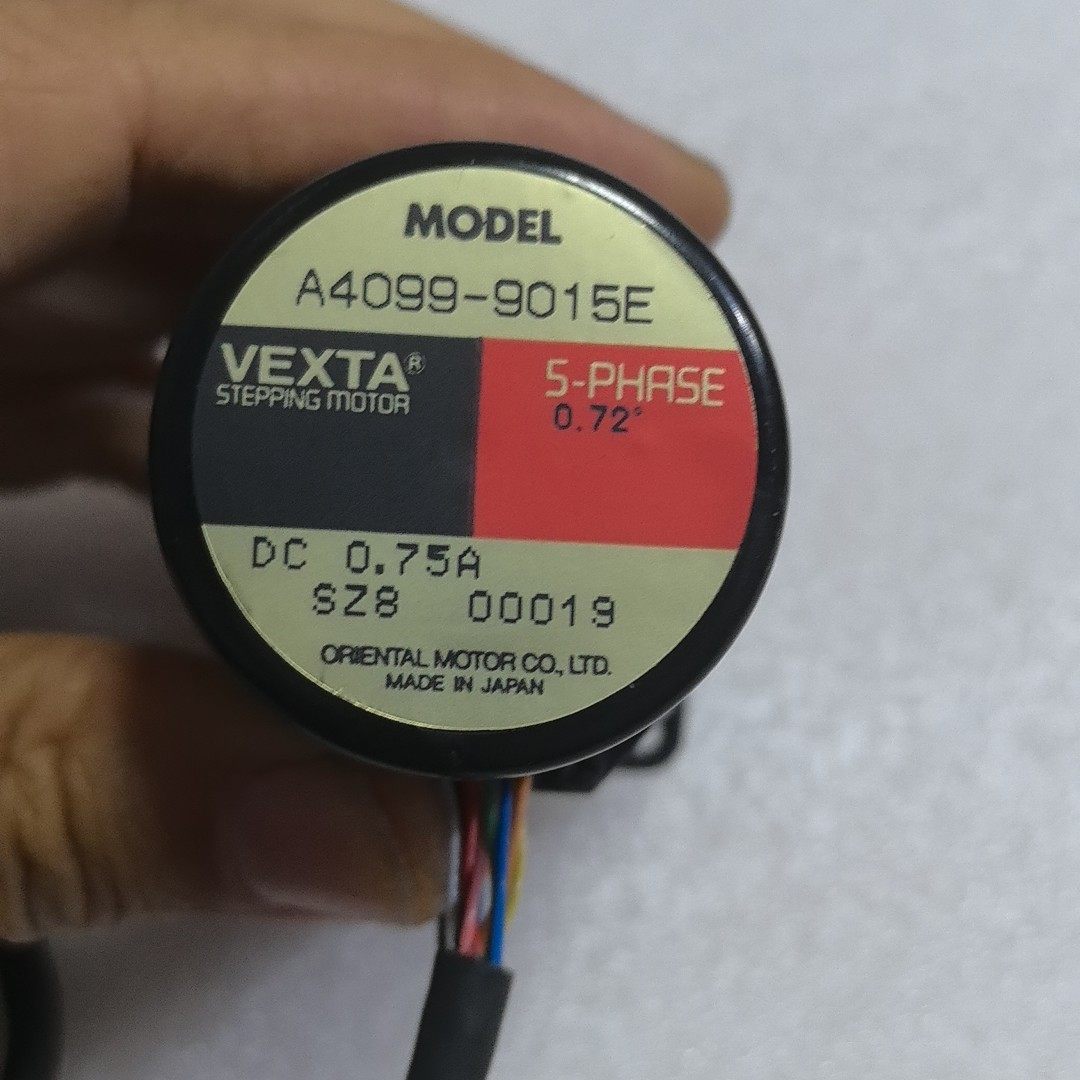 MODEL
A4099-9015E
VEXTA®
STEPPING MOTOR
5-PHASE
0.72°
DC 0.75A
SZ8 00019
ORIENTAL MOTOR CO., LTD.
MADE IN JAPAN